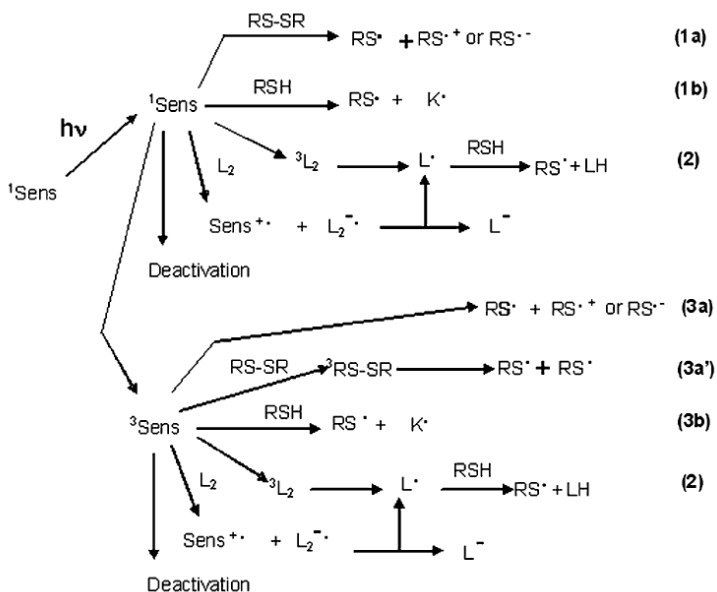 RS-SR
RS• + RS•+ or RS•- (1a)
RSH
¹Sens RS• + K• (1b)
hν
RSH
L₂ ³L₂ L• RS• + LH (2)
¹Sens
Sens+• + L₂-• L⁻
Deactivation
RS• + RS•+ or RS•- (3a)
RS-SR ³RS-SR RS• + RS• (3a')
RSH
³Sens RS• + K• (3b)
RSH
L₂ ³L₂ L• RS• + LH (2)
Sens+• + L₂-• L⁻
Deactivation